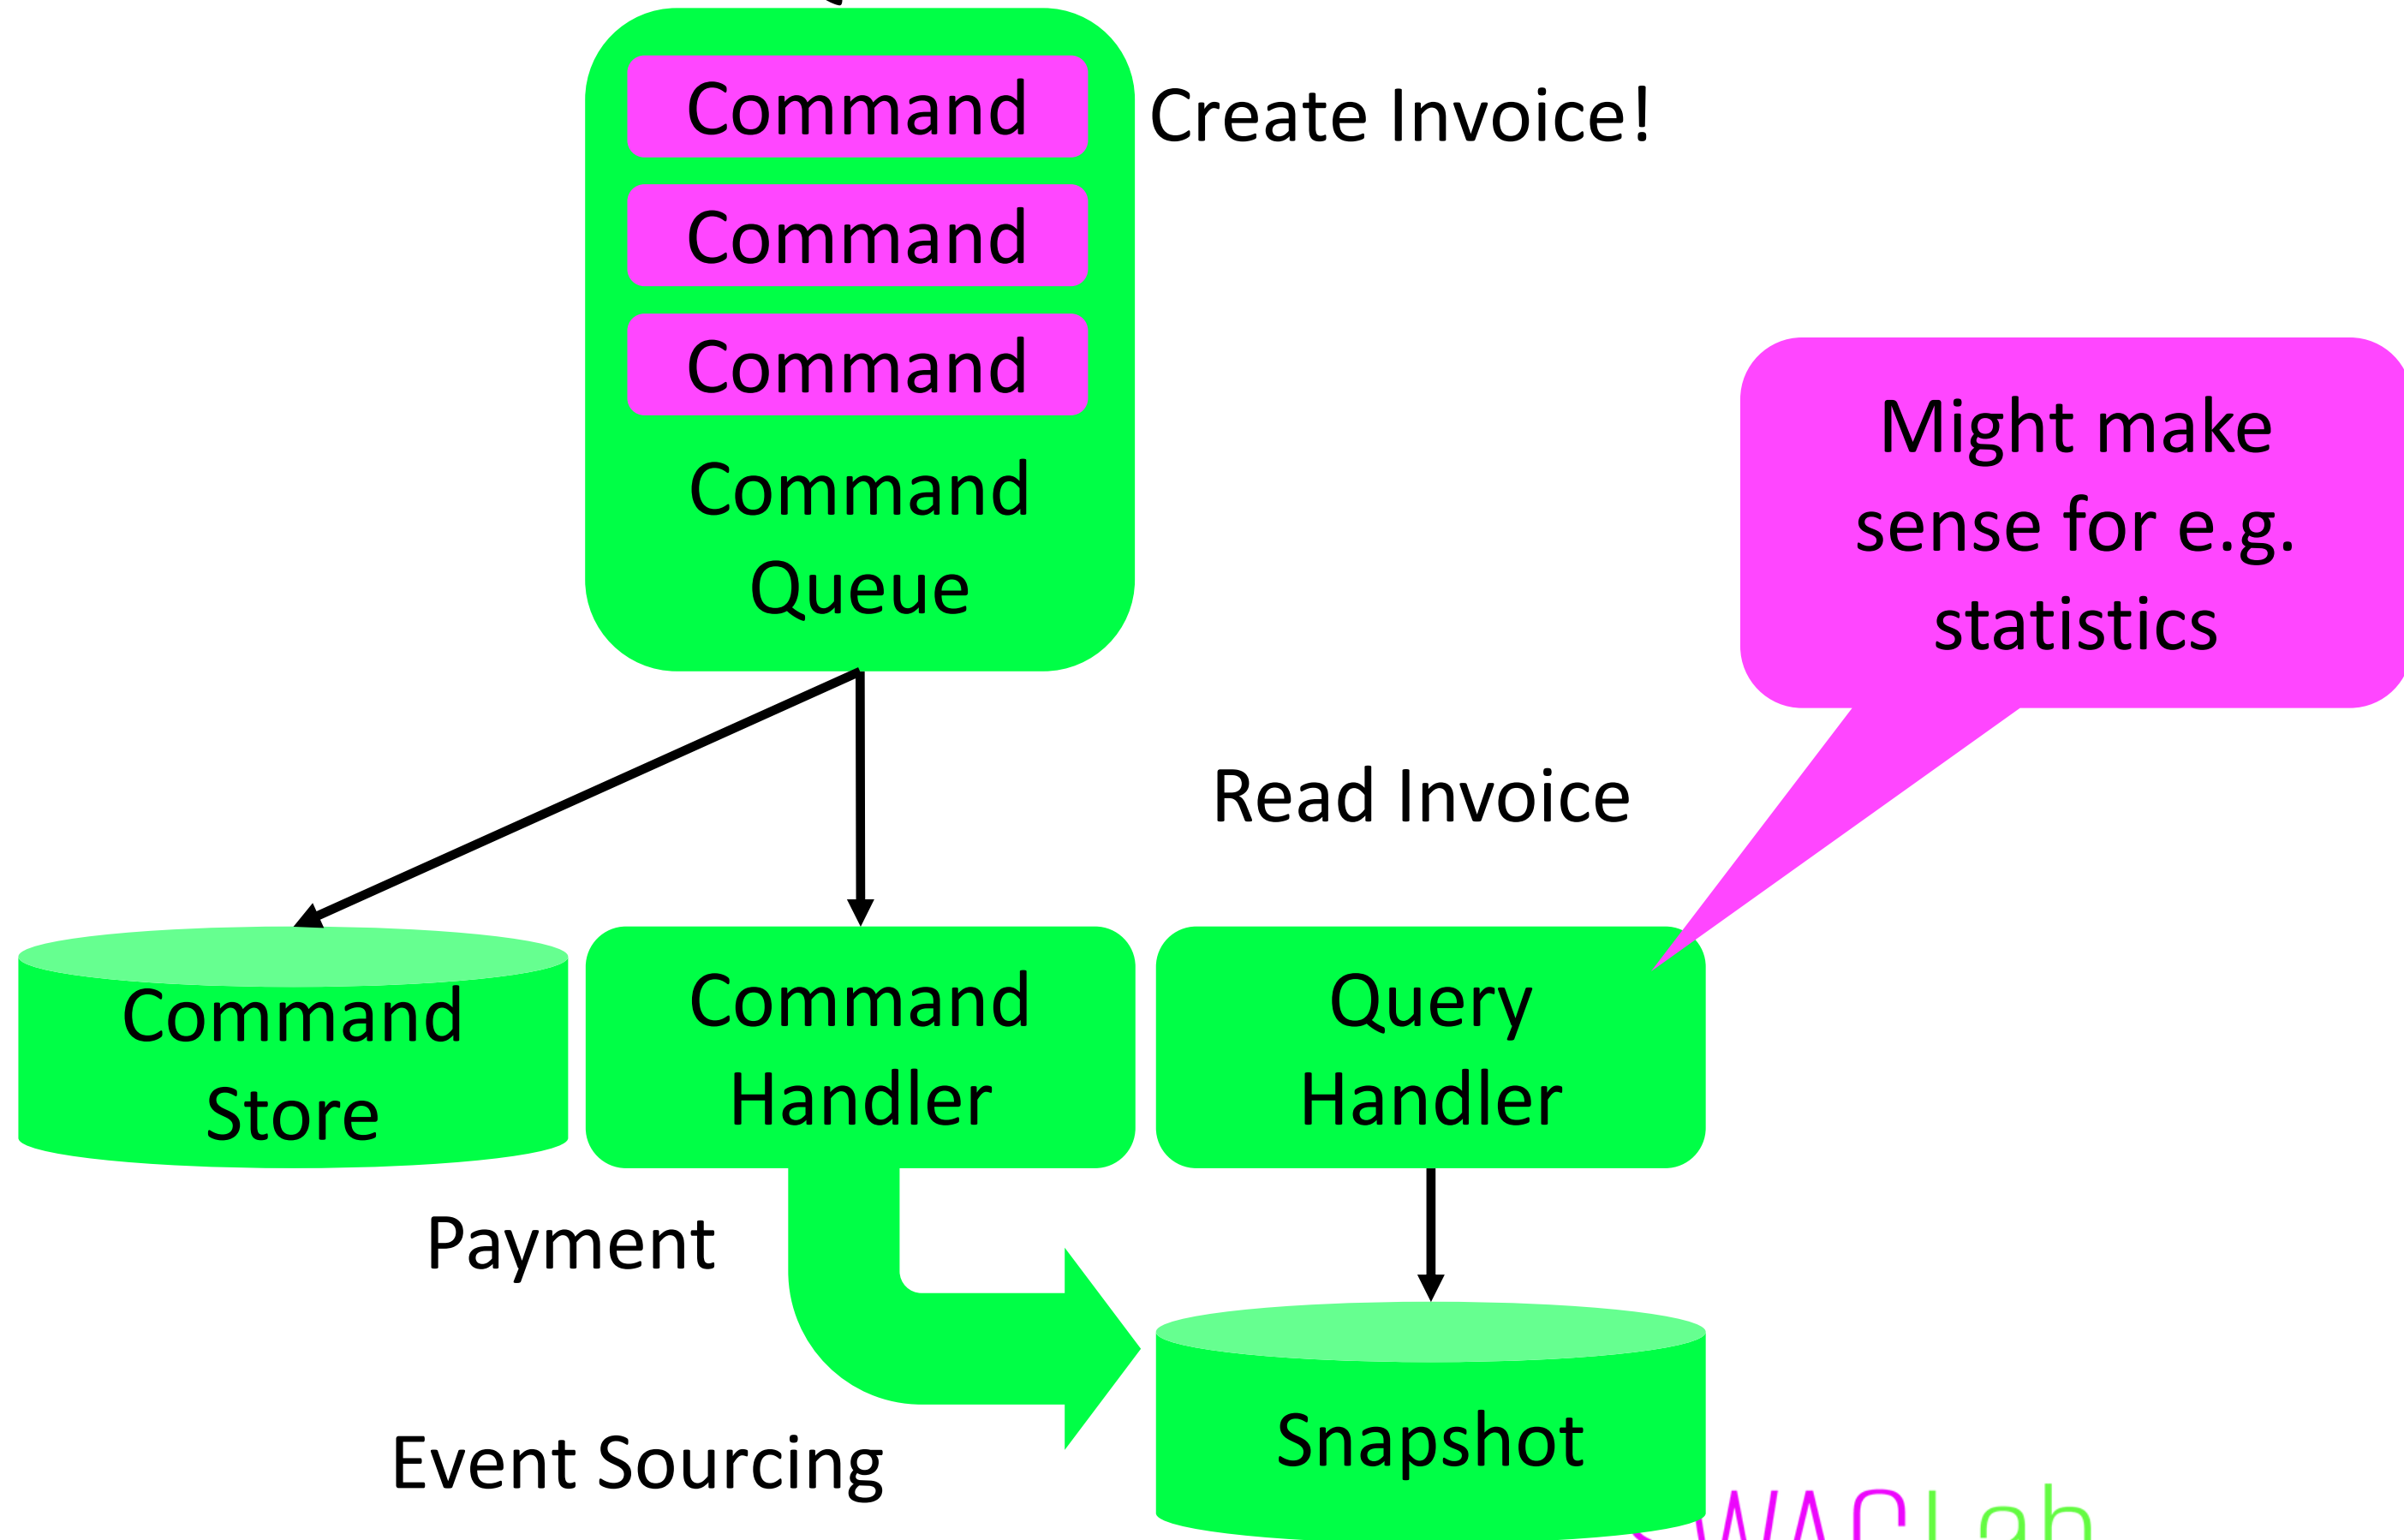 Command
Create Invoice!
Command
Command
Command
Queue
Might make
sense for e.g.
statistics
Read Invoice
Command
Store
Command
Handler
Query
Handler
Payment
Event Sourcing
Snapshot